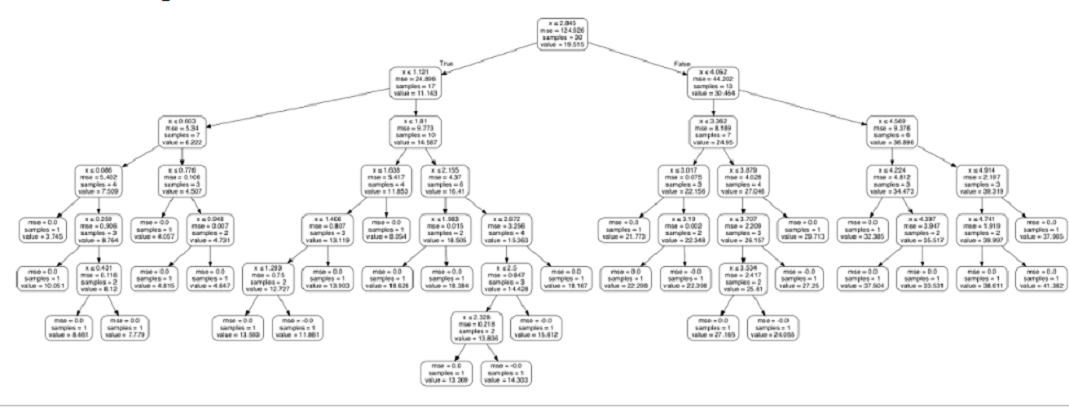 x ≤ 2.845
mse = 124.826
samples = 30
value = 19.515
True
False
x ≤ 1.121
mse = 24.896
samples = 17
value = 11.143
x ≤ 4.052
mse = 44.202
samples = 13
value = 30.464
x ≤ 0.603
mse = 5.94
samples = 7
value = 6.222
x ≤ 1.81
mse = 9.773
samples = 10
value = 14.587
x ≤ 3.362
mse = 8.189
samples = 7
value = 24.95
x ≤ 4.569
mse = 9.376
samples = 6
value = 36.896
x ≤ 0.086
mse = 5.402
samples = 4
value = 7.509
x ≤ 0.776
mse = 0.106
samples = 3
value = 4.507
x ≤ 1.638
mse = 5.417
samples = 4
value = 11.853
x ≤ 2.155
mse = 4.37
samples = 6
value = 16.41
x ≤ 3.017
mse = 0.075
samples = 3
value = 22.156
x ≤ 3.879
mse = 4.028
samples = 4
value = 27.046
x ≤ 4.224
mse = 4.812
samples = 3
value = 34.473
x ≤ 4.914
mse = 2.197
samples = 3
value = 39.319
mse = 0.0
samples = 1
value = 3.745
x ≤ 0.259
mse = 0.906
samples = 3
value = 8.764
mse = 0.0
samples = 1
value = 4.057
x ≤ 0.948
mse = 0.007
samples = 2
value = 4.731
x ≤ 1.466
mse = 0.807
samples = 3
value = 13.119
mse = 0.0
samples = 1
value = 8.054
x ≤ 1.983
mse = 0.015
samples = 2
value = 18.505
x ≤ 2.672
mse = 3.256
samples = 4
value = 15.363
mse = 0.0
samples = 1
value = 21.773
x ≤ 3.19
mse = 0.002
samples = 2
value = 22.348
x ≤ 3.707
mse = 2.209
samples = 3
value = 26.157
mse = 0.0
samples = 1
value = 29.713
mse = 0.0
samples = 1
value = 32.385
x ≤ 4.397
mse = 3.947
samples = 2
value = 35.517
x ≤ 4.741
mse = 1.919
samples = 2
value = 39.997
mse = 0.0
samples = 1
value = 37.965
mse = 0.0
samples = 1
value = 10.051
x ≤ 0.431
mse = 0.116
samples = 2
value = 8.12
mse = 0.0
samples = 1
value = 4.815
mse = 0.0
samples = 1
value = 4.647
x ≤ 1.293
mse = 0.75
samples = 2
value = 12.727
mse = 0.0
samples = 1
value = 13.903
mse = 0.0
samples = 1
value = 18.626
mse = 0.0
samples = 1
value = 18.384
x ≤ 2.5
mse = 0.847
samples = 3
value = 14.428
mse = 0.0
samples = 1
value = 18.167
mse = 0.0
samples = 1
value = 22.298
mse = -0.0
samples = 1
value = 22.398
x ≤ 3.534
mse = 2.417
samples = 2
value = 25.61
mse = -0.0
samples = 1
value = 27.25
mse = 0.0
samples = 1
value = 37.504
mse = 0.0
samples = 1
value = 33.531
mse = 0.0
samples = 1
value = 38.611
mse = 0.0
samples = 1
value = 41.382
mse = 0.0
samples = 1
value = 8.461
mse = 0.0
samples = 1
value = 7.779
mse = 0.0
samples = 1
value = 13.593
mse = -0.0
samples = 1
value = 11.861
x ≤ 2.328
mse = 0.218
samples = 2
value = 13.836
mse = -0.0
samples = 1
value = 15.612
mse = 0.0
samples = 1
value = 27.165
mse = -0.0
samples = 1
value = 24.055
mse = 0.0
samples = 1
value = 13.369
mse = -0.0
samples = 1
value = 14.303